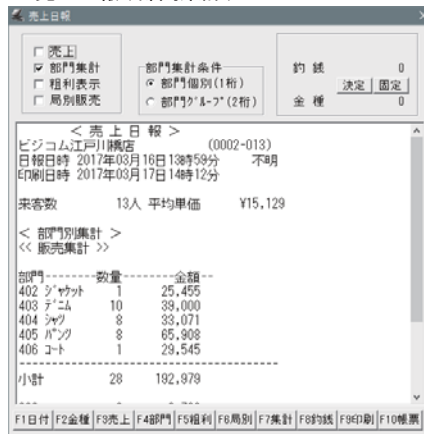 売上日報
売上
部門集計
粗利表示
局別販売
部門集計条件
部門個別(1桁)
部門グループ(2桁)
釣 銭 0
決定 固定
金 種 0
< 売 上 日 報 >
ビジコム江戸川橋店 (0002-013)
日報日時 2017年03月16日13時59分 不明
印刷日時 2017年03月17日14時12分
来客数 13人 平均単価 ¥15,129
< 部門別集計 >
<< 販売集計 >>
部門--------数量--------金額--
402 ジャケット 1 25,455
403 デニム 10 39,000
404 シャツ 8 33,071
405 パンツ 8 65,908
406 コート 1 29,545
小計 28 192,979
F1日付 F2金種 F3売上 F4部門 F5粗利 F6局別 F7集計 F8釣銭 F9印刷 F10帳票